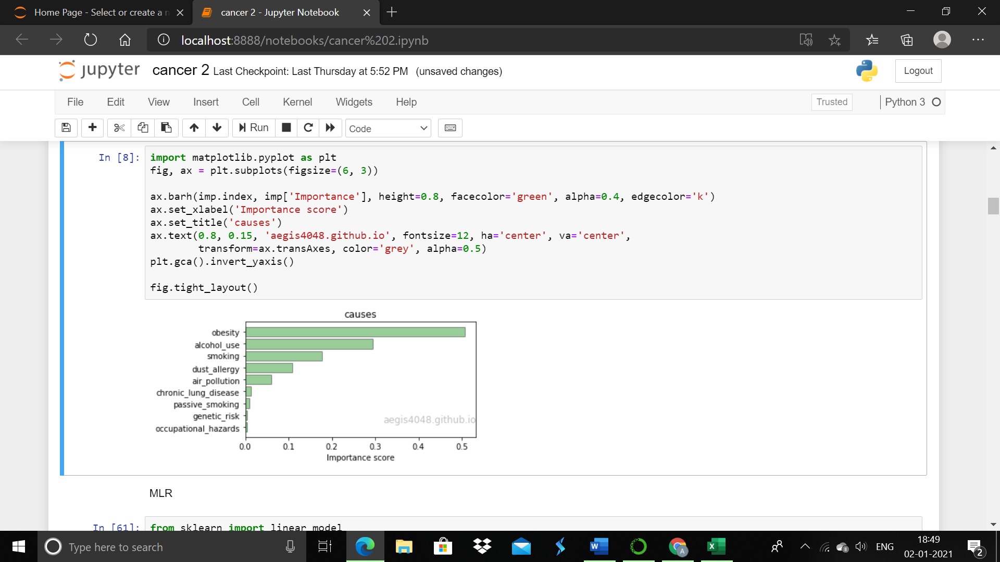 Home Page - Select or create a n
cancer 2 - Jupyter Notebook
localhost:8888/notebooks/cancer%202.ipynb
jupyter cancer 2 Last Checkpoint: Last Thursday at 5:52 PM (unsaved changes)
Logout
File Edit View Insert Cell Kernel Widgets Help
Trusted
Python 3
Run
Code
In [8]:
import matplotlib.pyplot as plt
fig, ax = plt.subplots(figsize=(6, 3))
ax.barh(imp.index, imp['Importance'], height=0.8, facecolor='green', alpha=0.4, edgecolor='k')
ax.set_xlabel('Importance score')
ax.set_title('causes')
ax.text(0.8, 0.15, 'aegis4048.github.io', fontsize=12, ha='center', va='center',
transform=ax.transAxes, color='grey', alpha=0.5)
plt.gca().invert_yaxis()
fig.tight_layout()
causes
obesity
alcohol_use
smoking
dust_allergy
air_pollution
chronic_lung_disease
passive_smoking
genetic_risk
occupational_hazards
aegis4048.github.io
0.0 0.1 0.2 0.3 0.4 0.5
Importance score
MLR
In [61]:
from sklearn import linear_model
Type here to search
ENG
18:49
02-01-2021
2